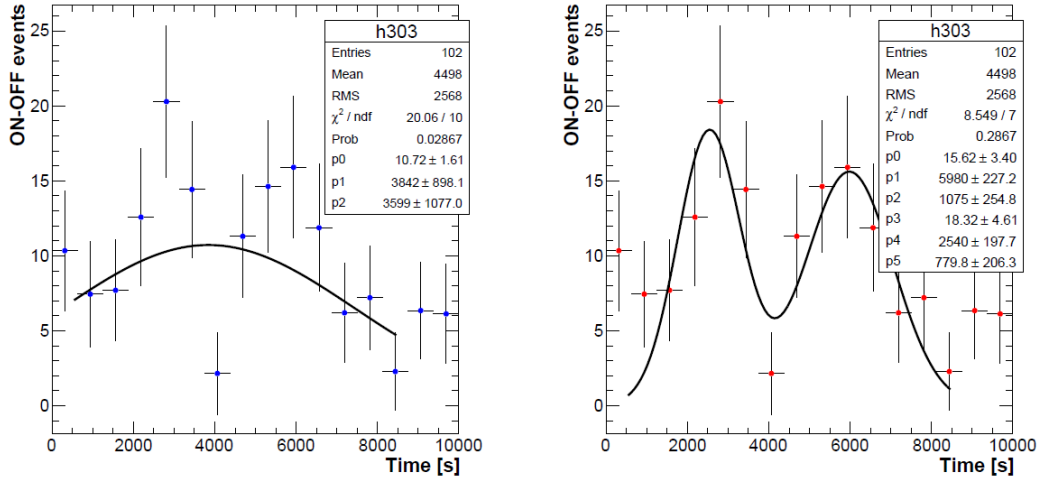 h303
Entries 102
Mean 4498
RMS 2568
χ² / ndf 20.06 / 10
Prob 0.02867
p0 10.72 ± 1.61
p1 3842 ± 898.1
p2 3599 ± 1077.0
ON-OFF events
25
20
15
10
5
0
0 2000 4000 6000 8000 10000
Time [s]
h303
Entries 102
Mean 4498
RMS 2568
χ² / ndf 8.549 / 7
Prob 0.2867
p0 15.62 ± 3.40
p1 5980 ± 227.2
p2 1075 ± 254.8
p3 18.32 ± 4.61
p4 2540 ± 197.7
p5 779.8 ± 206.3
ON-OFF events
25
20
15
10
5
0
0 2000 4000 6000 8000 10000
Time [s]